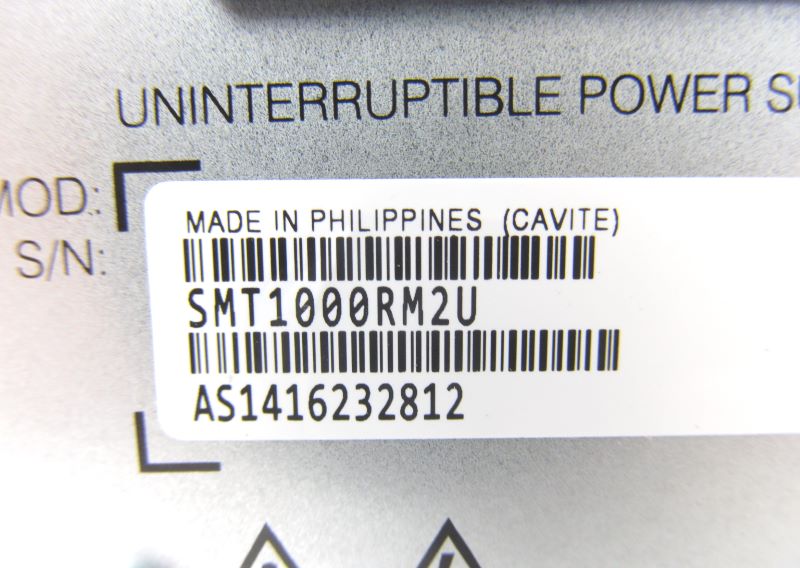 UNINTERRUPTIBLE POWER
MOD:
S/N:
MADE IN PHILIPPINES (CAVITE)
SMT1000RM2U
AS1416232812